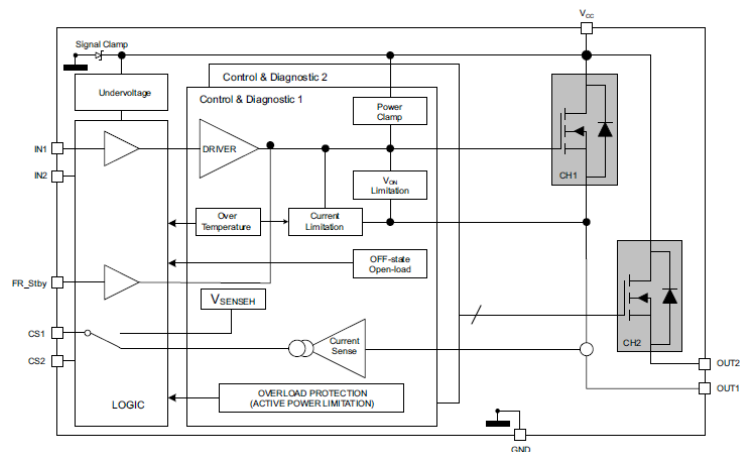 Vcc
Signal Clamp
Undervoltage
Control & Diagnostic 2
Control & Diagnostic 1
Power
Clamp
IN1
DRIVER
CH1
IN2
VON
Limitation
Over
Temperature
Current
Limitation
OFF-state
Open-load
FR_Stby
VSENSEH
CS1
Current
Sense
CH2
CS2
OUT2
OUT1
OVERLOAD PROTECTION
(ACTIVE POWER LIMITATION)
LOGIC
GND